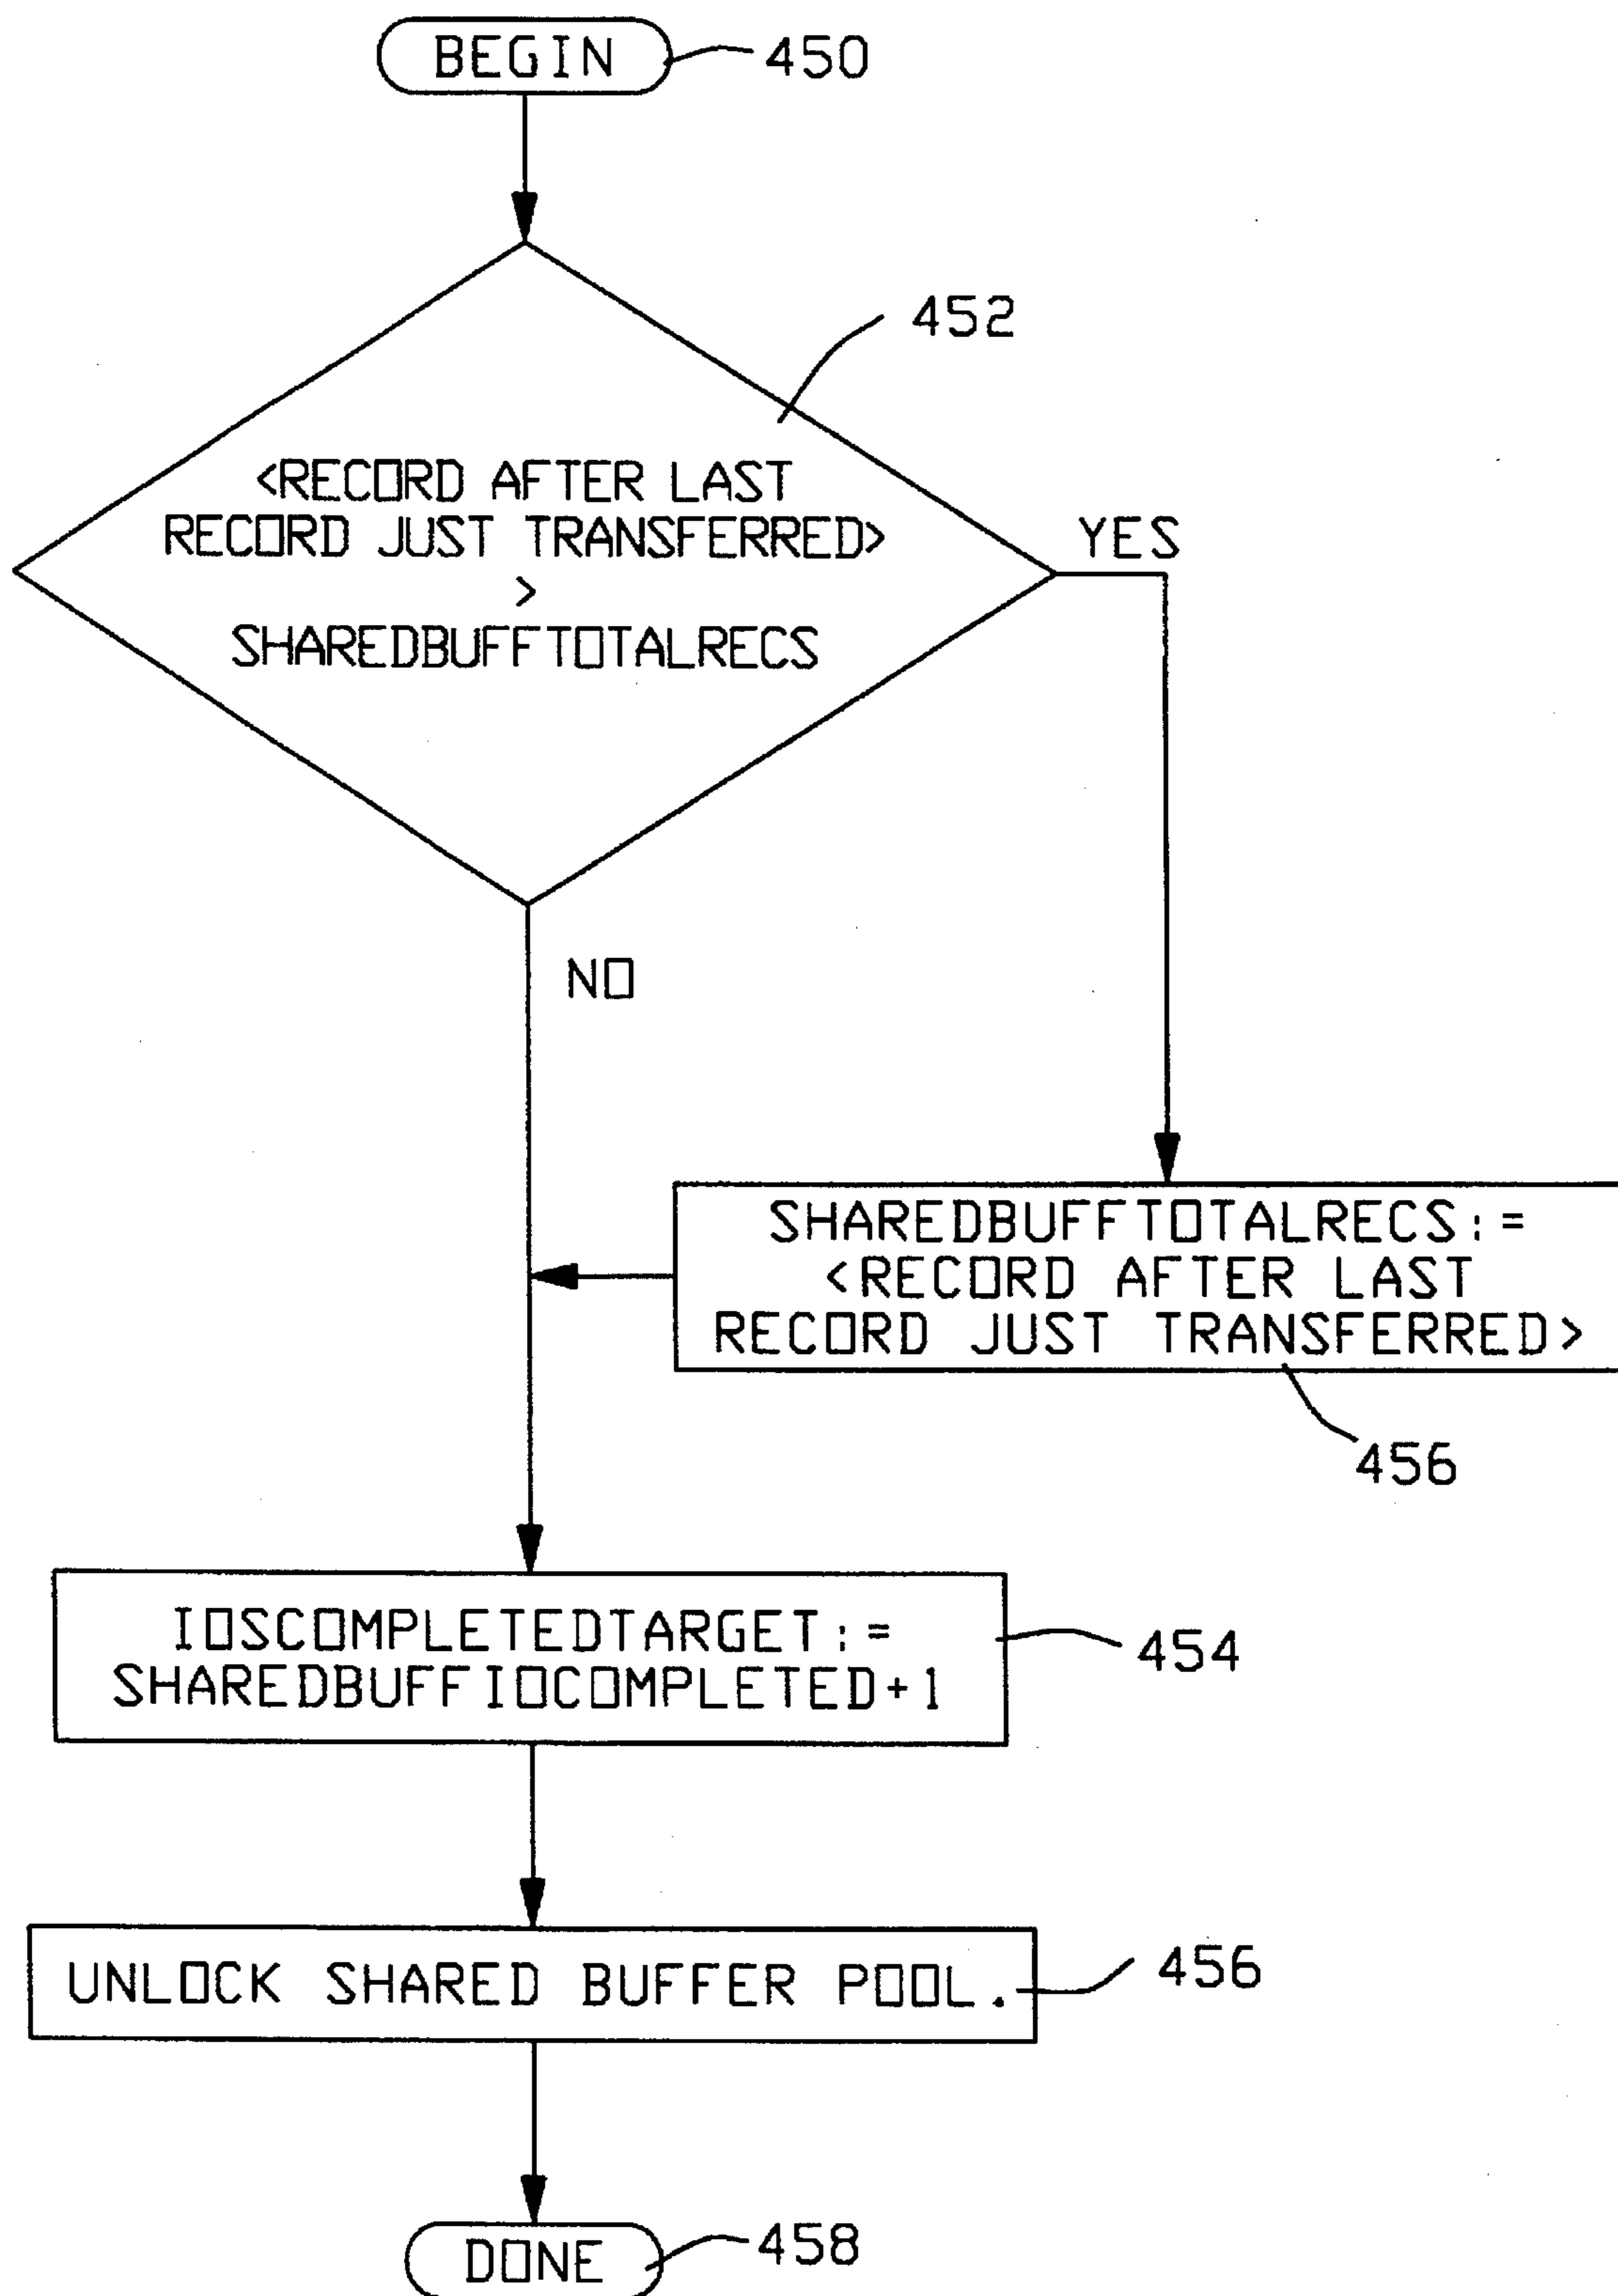 BEGIN
450
452
<RECORD AFTER LAST
RECORD JUST TRANSFERRED>
>
SHAREDBUFFTOTALRECS
YES
NO
SHAREDBUFFTOTALRECS:=
<RECORD AFTER LAST
RECORD JUST TRANSFERRED>
456
IOSCOMPLETEDTARGET:=
SHAREDBUFFIOCOMPLETED+1
454
UNLOCK SHARED BUFFER POOL.
456
DONE
458